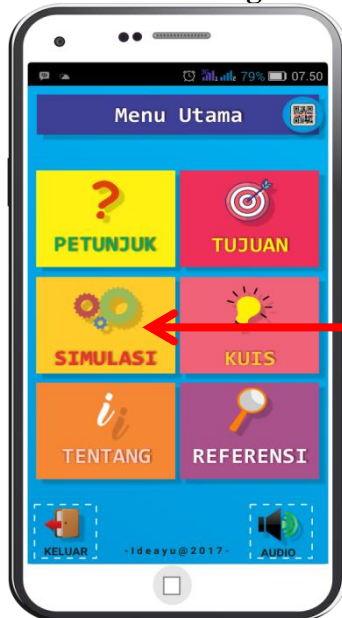 79% 07.50
Menu Utama
PETUNJUK TUJUAN
SIMULASI KUIS
TENTANG REFERENSI
KELUAR -Ideayu@2017- AUDIO